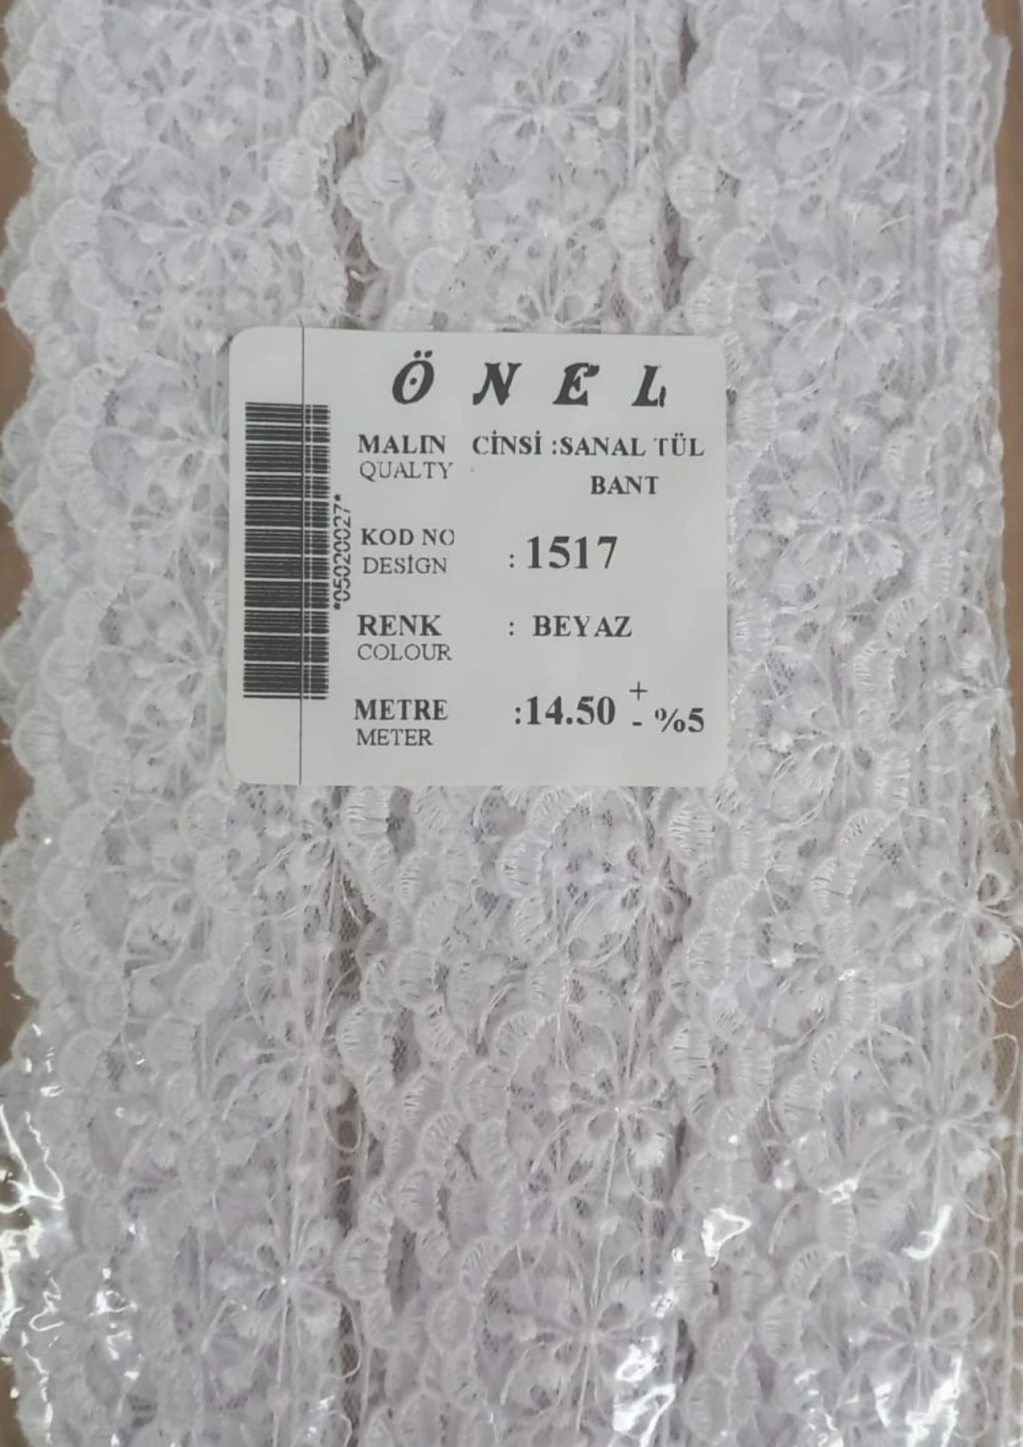 ÖNEL
MALIN CİNSİ :SANAL TÜL
QUALTY
BANT
KOD NO
DESİGN : 1517
RENK : BEYAZ
COLOUR
METRE :14.50 + - %5
METER
*05020027*